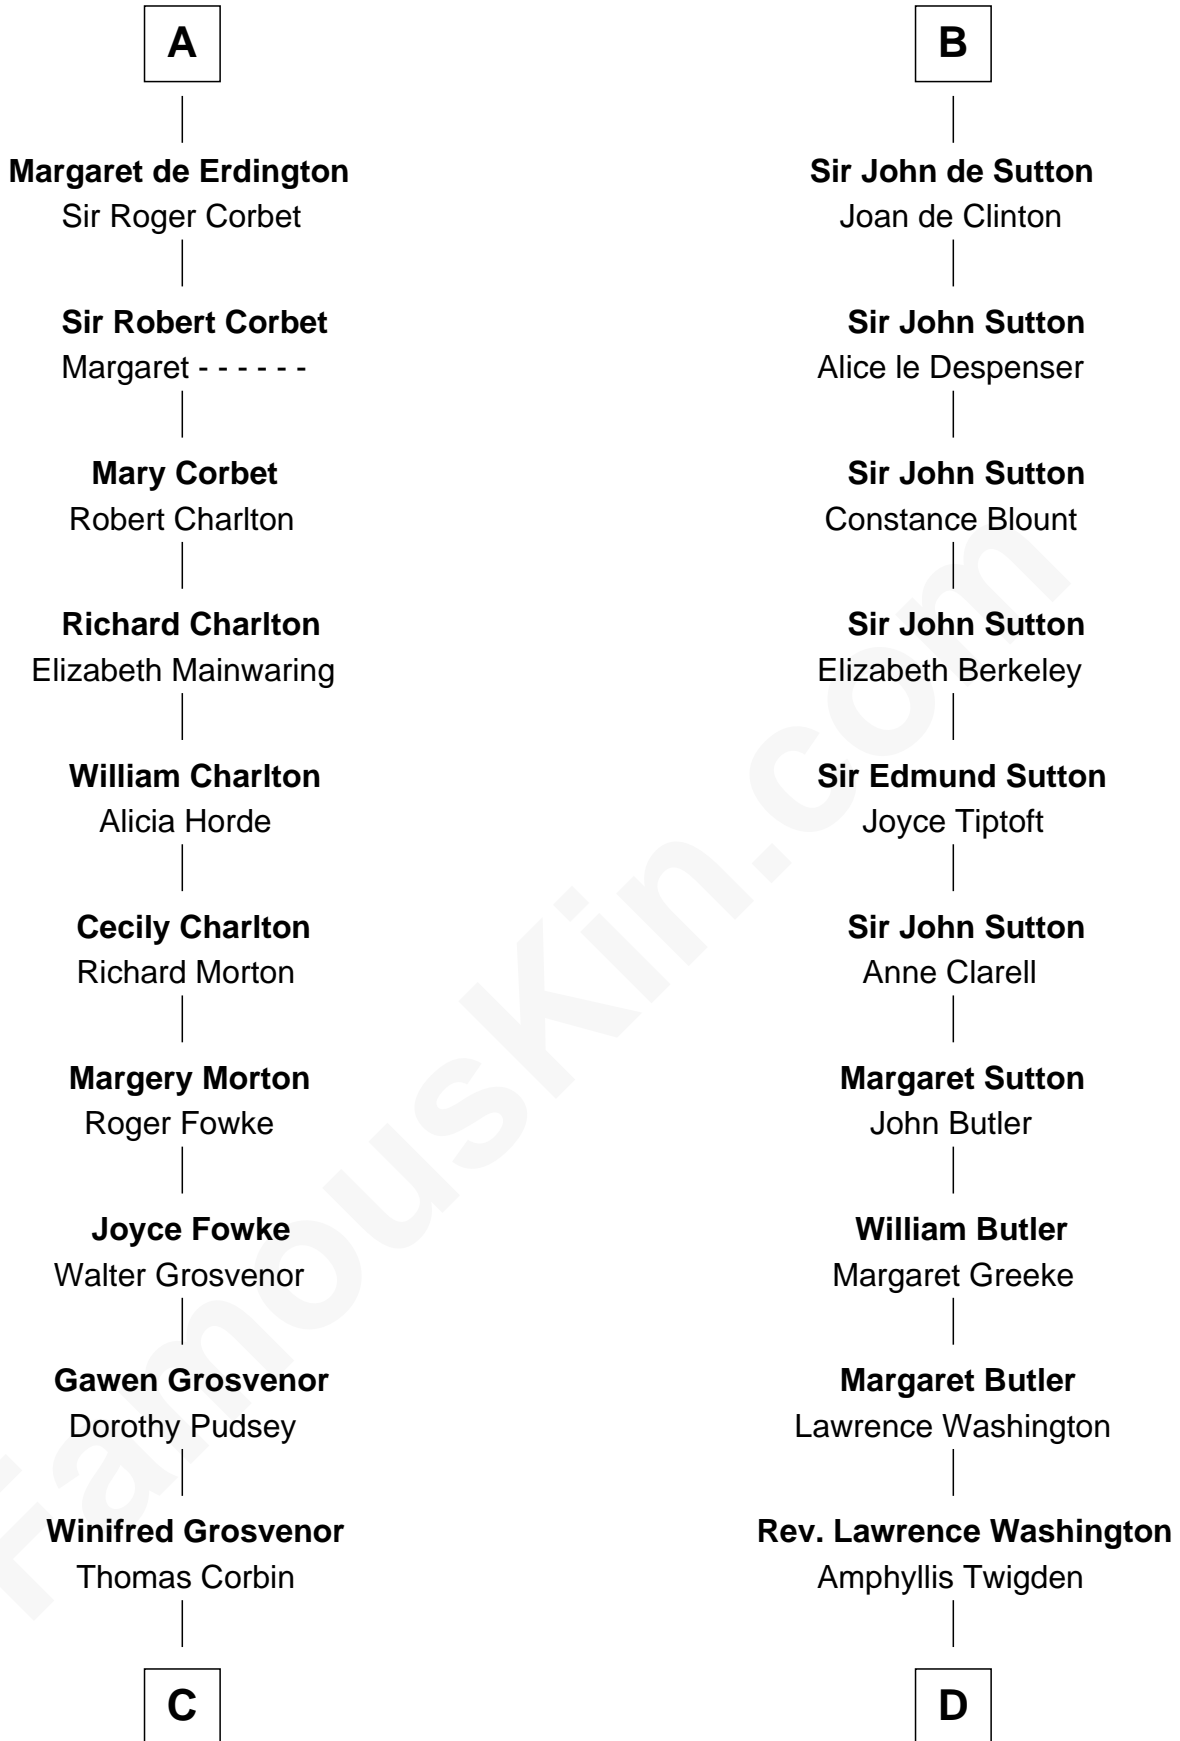 A
Margaret de Erdington
Sir Roger Corbet
Sir Robert Corbet
Margaret - - - - - -
Mary Corbet
Robert Charlton
Richard Charlton
Elizabeth Mainwaring
William Charlton
Alicia Horde
Cecily Charlton
Richard Morton
Margery Morton
Roger Fowke
Joyce Fowke
Walter Grosvenor
Gawen Grosvenor
Dorothy Pudsey
Winifred Grosvenor
Thomas Corbin
C
B
Sir John de Sutton
Joan de Clinton
Sir John Sutton
Alice le Despenser
Sir John Sutton
Constance Blount
Sir John Sutton
Elizabeth Berkeley
Sir Edmund Sutton
Joyce Tiptoft
Sir John Sutton
Anne Clarell
Margaret Sutton
John Butler
William Butler
Margaret Greeke
Margaret Butler
Lawrence Washington
Rev. Lawrence Washington
Amphyllis Twigden
D
FamousKin.com